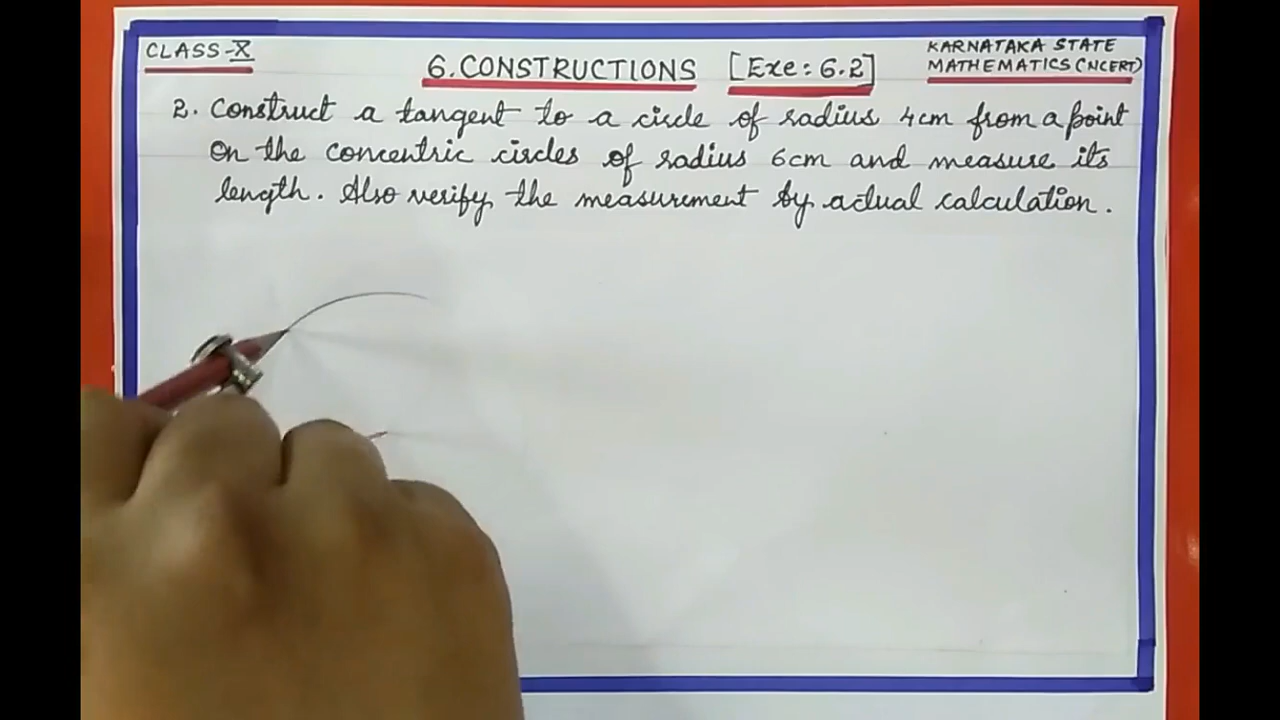 CLASS-X
6. CONSTRUCTIONS [Exe: 6.2]
KARNATAKA STATE
MATHEMATICS (NCERT)
2. Construct a tangent to a circle of radius 4cm from a point
on the concentric circles of radius 6cm and measure its
length. Also verify the measurement by actual calculation.